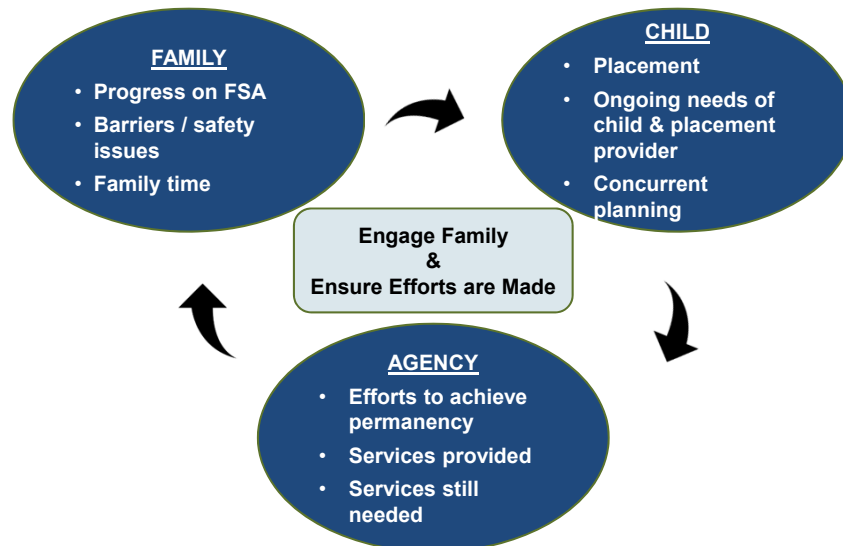 FAMILY
• Progress on FSA
• Barriers / safety
issues
• Family time
CHILD
• Placement
• Ongoing needs of
child & placement
provider
• Concurrent
planning
Engage Family
&
Ensure Efforts are Made
AGENCY
• Efforts to achieve
permanency
• Services provided
• Services still
needed